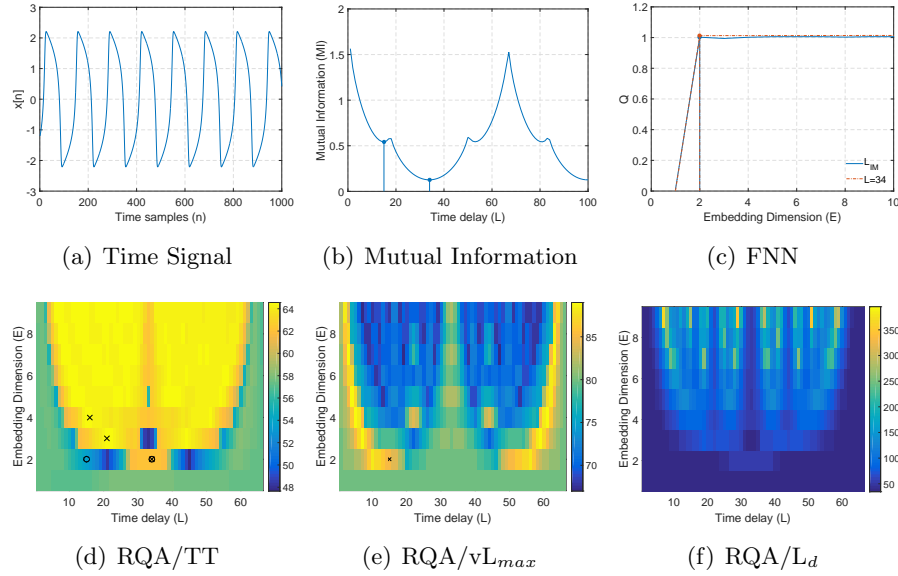 3
2
1
0
-1
-2
-3
x[n]
0 200 400 600 800 1000
Time samples (n)
(a) Time Signal
2
1.5
1
0.5
0
Mutual Information (MI)
0 20 40 60 80 100
Time delay (L)
(b) Mutual Information
1.2
1
0.8
0.6
0.4
0.2
0
Q
L_IM
L=34
0 2 4 6 8 10
Embedding Dimension (E)
(c) FNN
8
6
4
2
Embedding Dimension (E)
10 20 30 40 50 60
Time delay (L)
64
62
60
58
56
54
52
50
48
(d) RQA/TT
8
6
4
2
Embedding Dimension (E)
10 20 30 40 50 60
Time delay (L)
85
80
75
70
(e) RQA/vL_max
8
6
4
2
Embedding Dimension (E)
10 20 30 40 50 60
Time delay (L)
350
300
250
200
150
100
50
(f) RQA/L_d